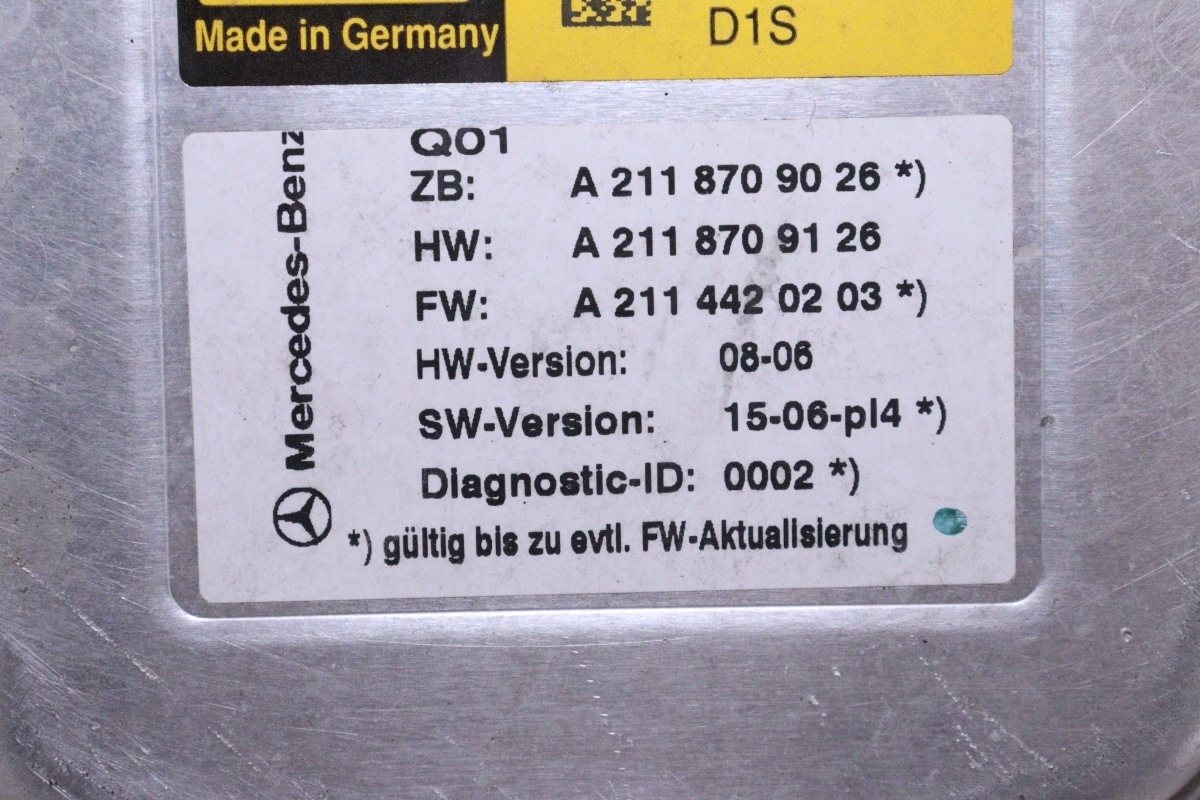 Made in Germany
D1S
Mercedes-Benz
Q01
ZB: A 211 870 90 26 *)
HW: A 211 870 91 26
FW: A 211 442 02 03 *)
HW-Version: 08-06
SW-Version: 15-06-pl4 *)
Diagnostic-ID: 0002 *)
*) gültig bis zu evtl. FW-Aktualisierung